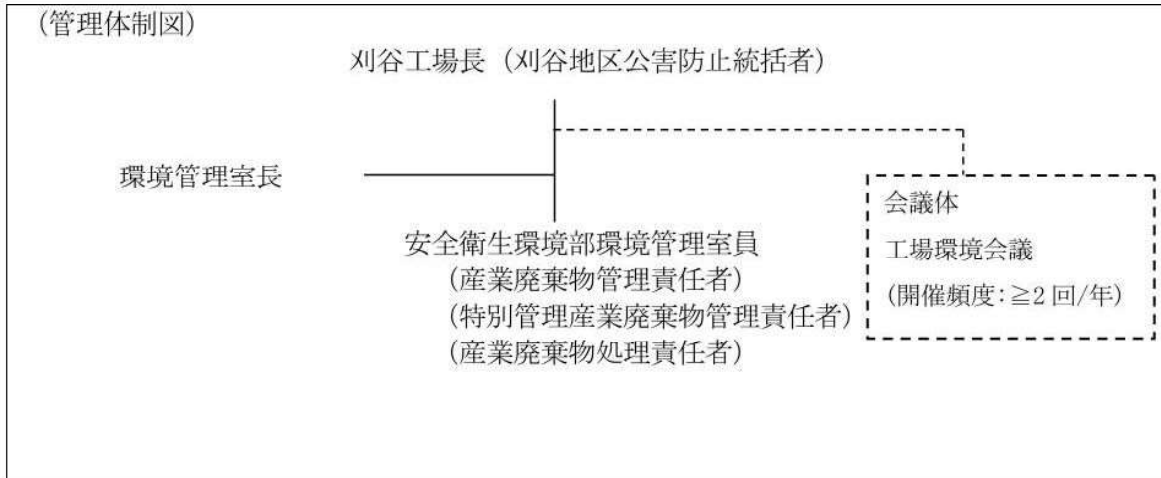 （管理体制図）
刈谷工場長（刈谷地区公害防止統括者）
環境管理室長
安全衛生環境部環境管理室員
(産業廃棄物管理責任者)
(特別管理産業廃棄物管理責任者)
(産業廃棄物処理責任者)
会議体
工場環境会議
(開催頻度：≧2回/年)